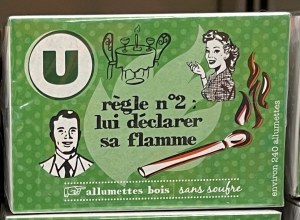 U
règle n°2 :
lui déclarer
sa flamme
allumettes bois sans soufre
environ 240 allumettes